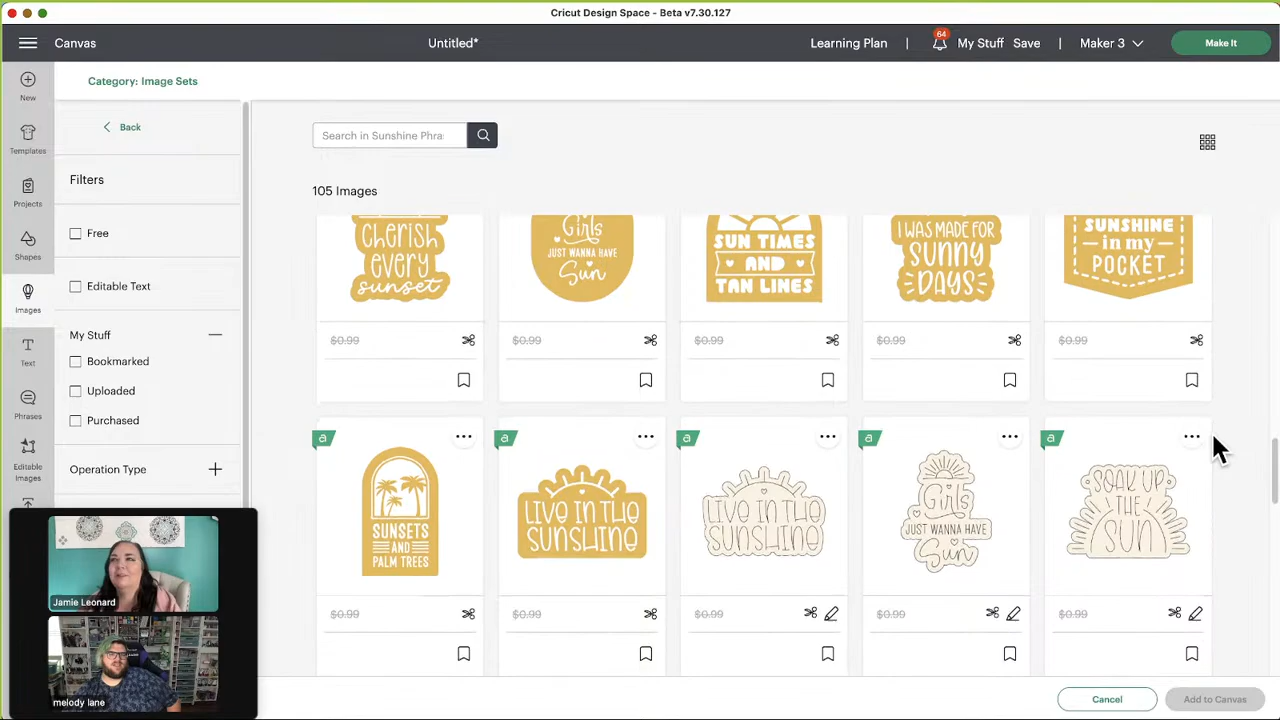 Cricut Design Space - Beta v7.30.127
Canvas
Untitled*
Learning Plan
|
64
My Stuff
Save
|
Maker 3
Make It
New
Templates
Projects
Shapes
Images
Text
Phrases
Editable
Images
Category: Image Sets
Back
Filters
Free
Editable Text
My Stuff
Bookmarked
Uploaded
Purchased
Operation Type
Search in Sunshine Phra
105 Images
cherish
every
sunset
Girls
JUST WANNA HAVE
Sun
SUN TIMES
AND
TAN LINES
I WAS MADE FOR
SUNNY
DAYS
SUNSHINE
in my
POCKET
$0.99
$0.99
$0.99
$0.99
$0.99
a
a
a
a
a
SUNSETS
AND
PALM TREES
LIVE IN THE
SUNSHINE
LIVE IN THE
SUNSHINE
Girls
JUST WANNA HAVE
Sun
SOAK UP
THE
SUN
$0.99
$0.99
$0.99
$0.99
$0.99
Jamie Leonard
melody lane
Cancel
Add to Canvas